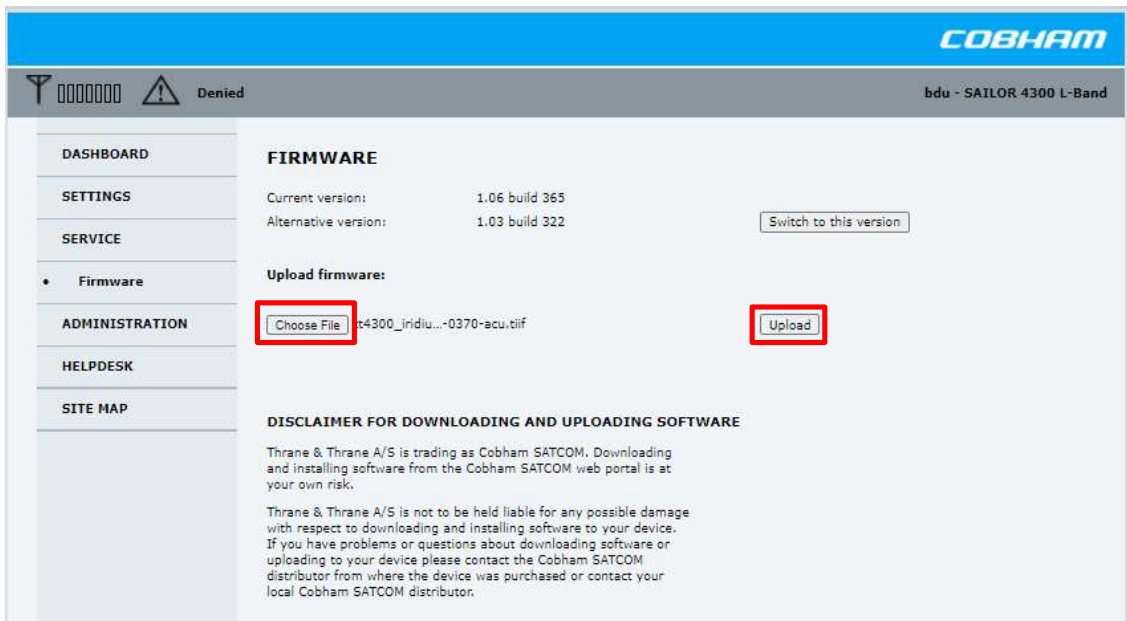 COBHAM
Denied
bdu - SAILOR 4300 L-Band
DASHBOARD
SETTINGS
SERVICE
Firmware
ADMINISTRATION
HELPDESK
SITE MAP
FIRMWARE
Current version: 1.06 build 365
Alternative version: 1.03 build 322 Switch to this version
Upload firmware:
Choose File tt4300_iridiu...-0370-acu.tiif Upload
DISCLAIMER FOR DOWNLOADING AND UPLOADING SOFTWARE
Thrane & Thrane A/S is trading as Cobham SATCOM. Downloading
and installing software from the Cobham SATCOM web portal is at
your own risk.
Thrane & Thrane A/S is not to be held liable for any possible damage
with respect to downloading and installing software to your device.
If you have problems or questions about downloading software or
uploading to your device please contact the Cobham SATCOM
distributor from where the device was purchased or contact your
local Cobham SATCOM distributor.